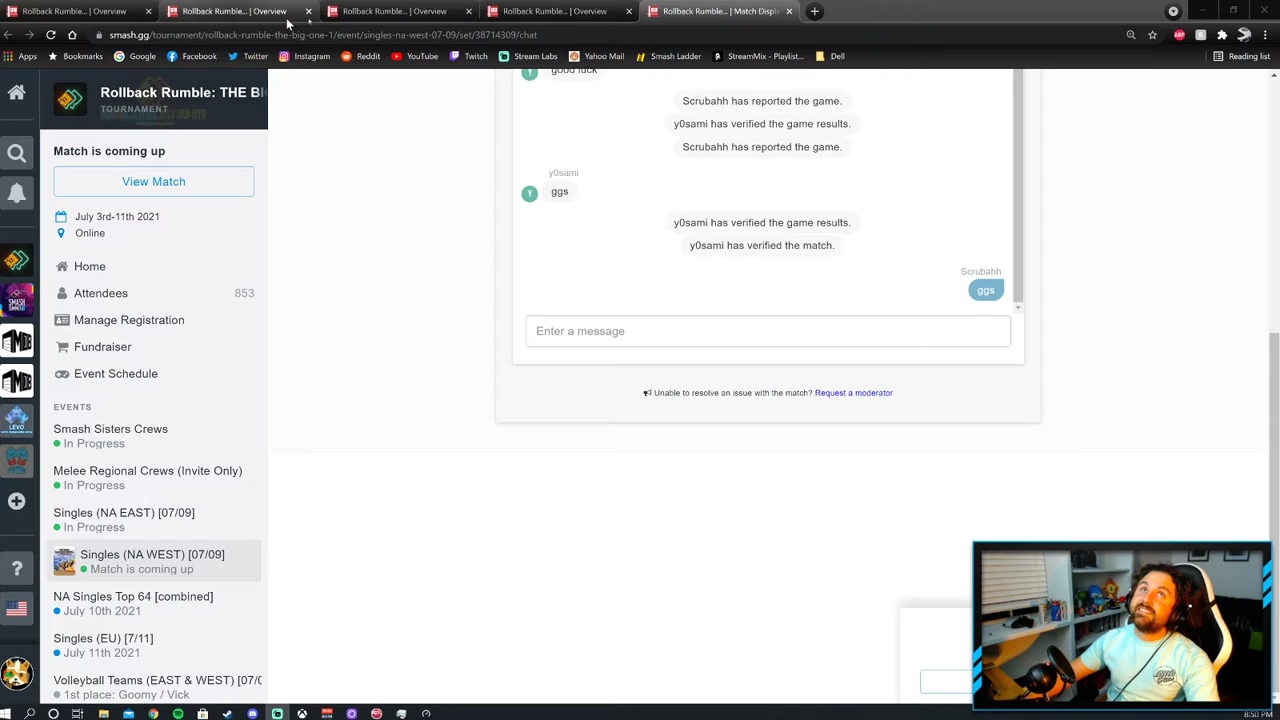 Rollback Rumble... | Overview
Rollback Rumble... | Overview
Rollback Rumble... | Overview
Rollback Rumble... | Overview
Rollback Rumble... | Match Disp
smash.gg/tournament/rollback-rumble-the-big-one-1/event/singles-na-west-07-09/set/38714309/chat
Apps
Bookmarks
Google
Facebook
Twitter
Instagram
Reddit
YouTube
Twitch
Stream Labs
Yahoo Mail
Smash Ladder
StreamMix - Playlist...
Dell
Reading list
Rollback Rumble: THE BI
TOURNAMENT
Match is coming up
View Match
July 3rd-11th 2021
Online
Home
Attendees 853
Manage Registration
Fundraiser
Event Schedule
EVENTS
Smash Sisters Crews
In Progress
Melee Regional Crews (Invite Only)
In Progress
Singles (NA EAST) [07/09]
In Progress
Singles (NA WEST) [07/09]
Match is coming up
NA Singles Top 64 [combined]
July 10th 2021
Singles (EU) [7/11]
July 11th 2021
Volleyball Teams (EAST & WEST) [07/0
1st place: Goomy / Vick
good luck
Scrubahh has reported the game.
y0sami has verified the game results.
Scrubahh has reported the game.
y0sami
Y
ggs
y0sami has verified the game results.
y0sami has verified the match.
Scrubahh
ggs
Enter a message
Unable to resolve an issue with the match? Request a moderator
8:50 PM